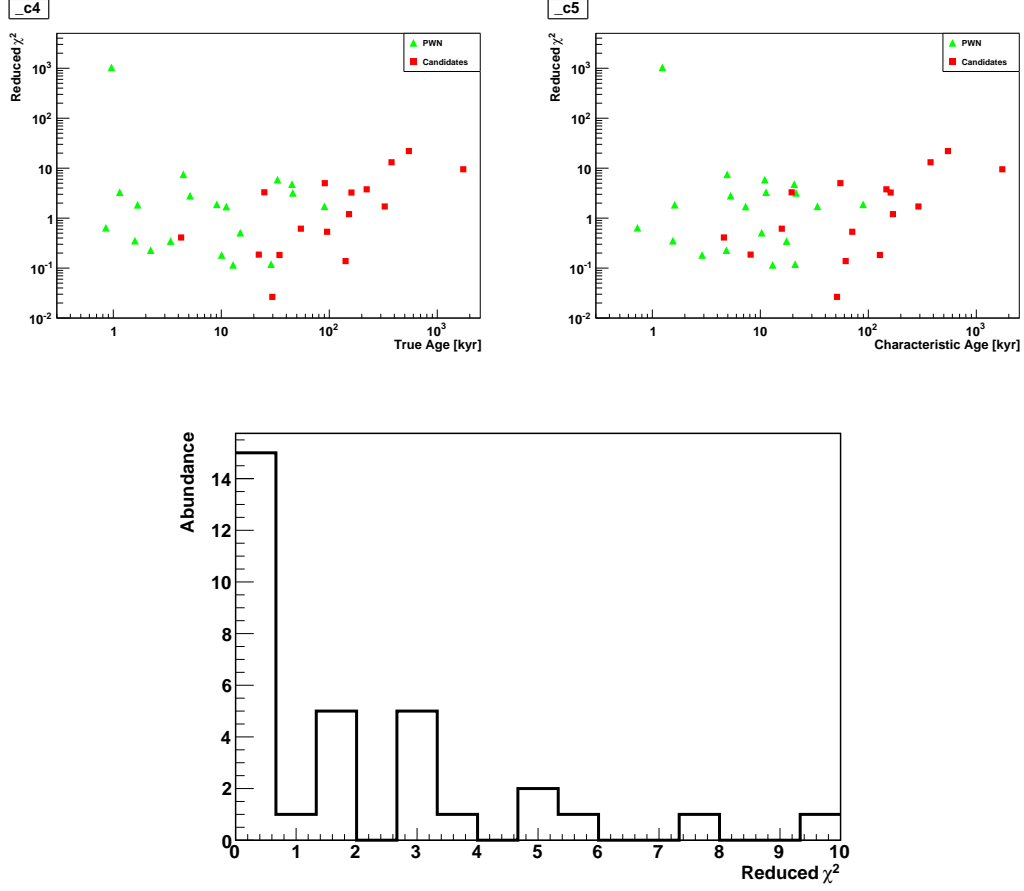 _c4
Reduced χ²
10³
10²
10
1
10⁻¹
10⁻²
1
10
10²
10³
True Age [kyr]
PWN
Candidates
_c5
Reduced χ²
10³
10²
10
1
10⁻¹
10⁻²
1
10
10²
10³
Characteristic Age [kyr]
PWN
Candidates
Abundance
14
12
10
8
6
4
2
0
0 1 2 3 4 5 6 7 8 9 10
Reduced χ²